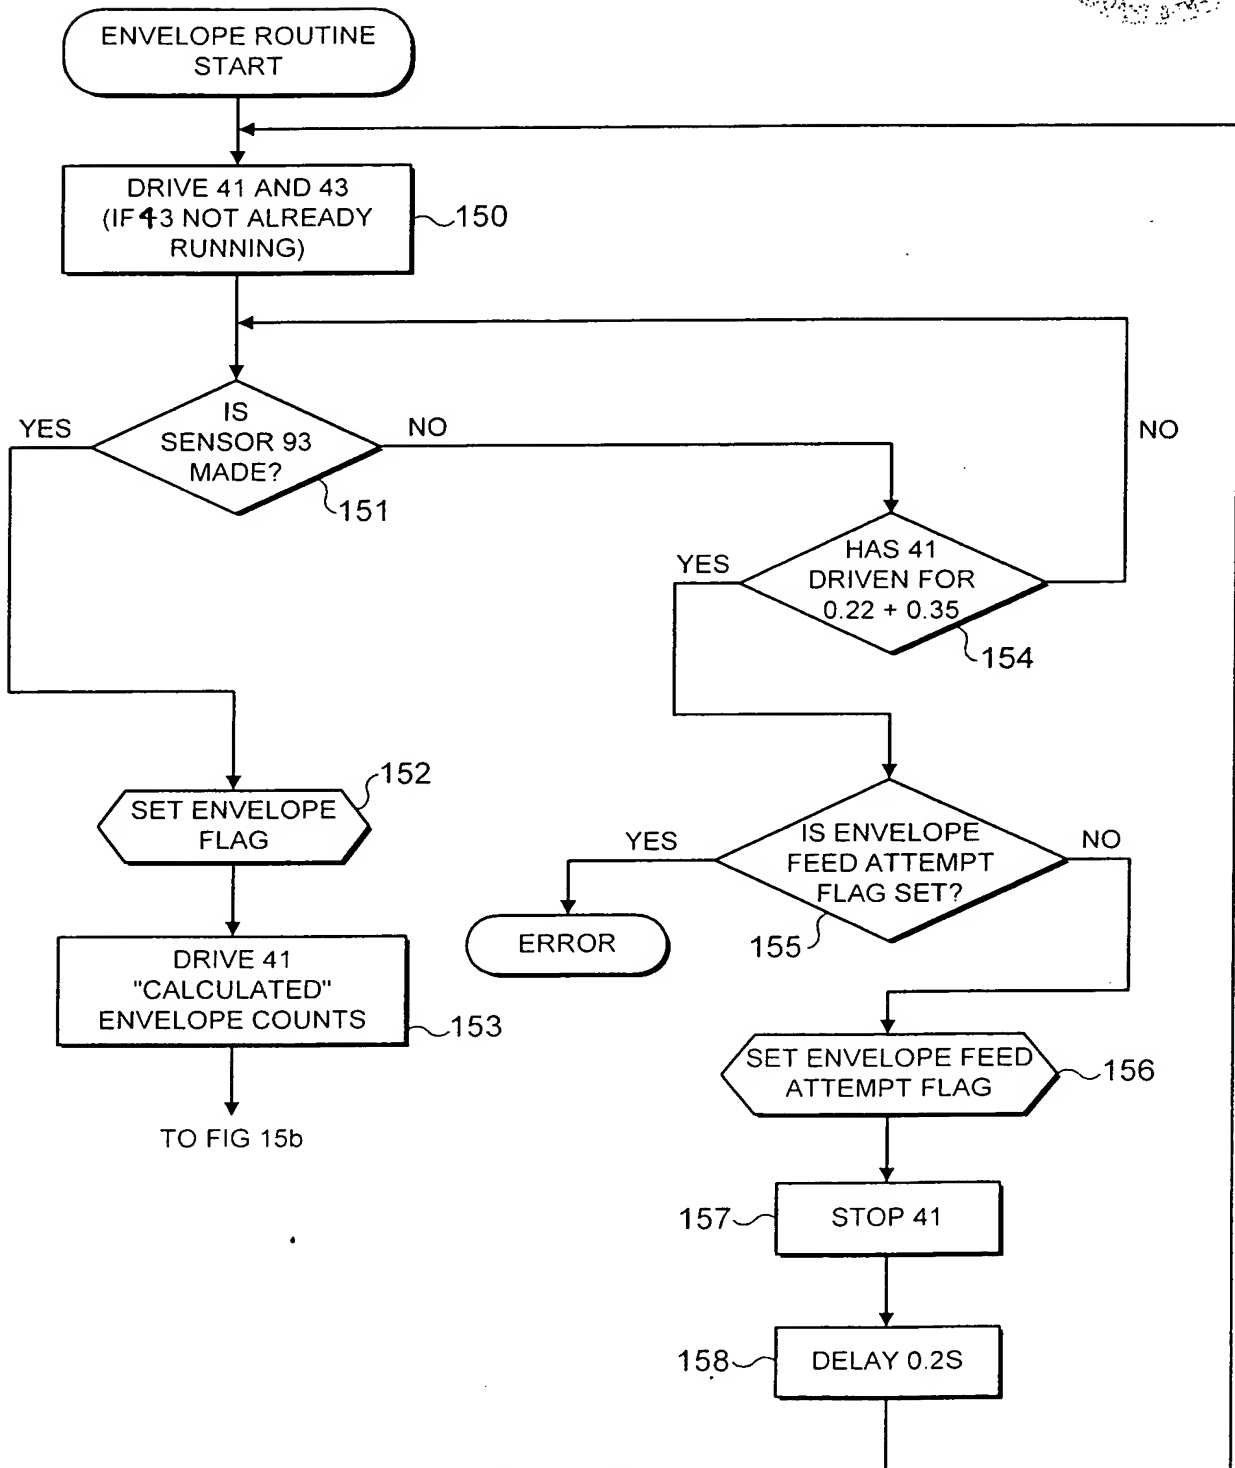 ENVELOPE ROUTINE
START
DRIVE 41 AND 43
(IF 43 NOT ALREADY
RUNNING)
150
IS
SENSOR 93
MADE?
YES
NO
151
HAS 41
DRIVEN FOR
0.22 + 0.35
YES
NO
154
152
SET ENVELOPE
FLAG
IS ENVELOPE
FEED ATTEMPT
FLAG SET?
YES
NO
155
ERROR
DRIVE 41
"CALCULATED"
ENVELOPE COUNTS
153
SET ENVELOPE FEED
ATTEMPT FLAG
156
TO FIG 15b
157
STOP 41
158
DELAY 0.2S